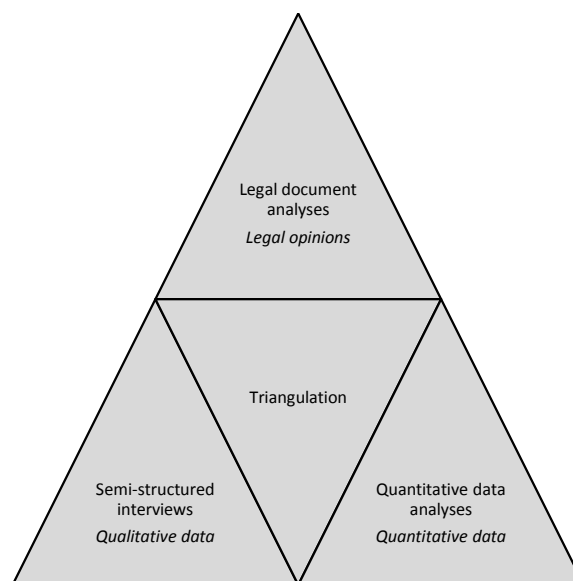 Legal document
analyses
Legal opinions
Triangulation
Semi-structured
interviews
Qualitative data
Quantitative data
analyses
Quantitative data